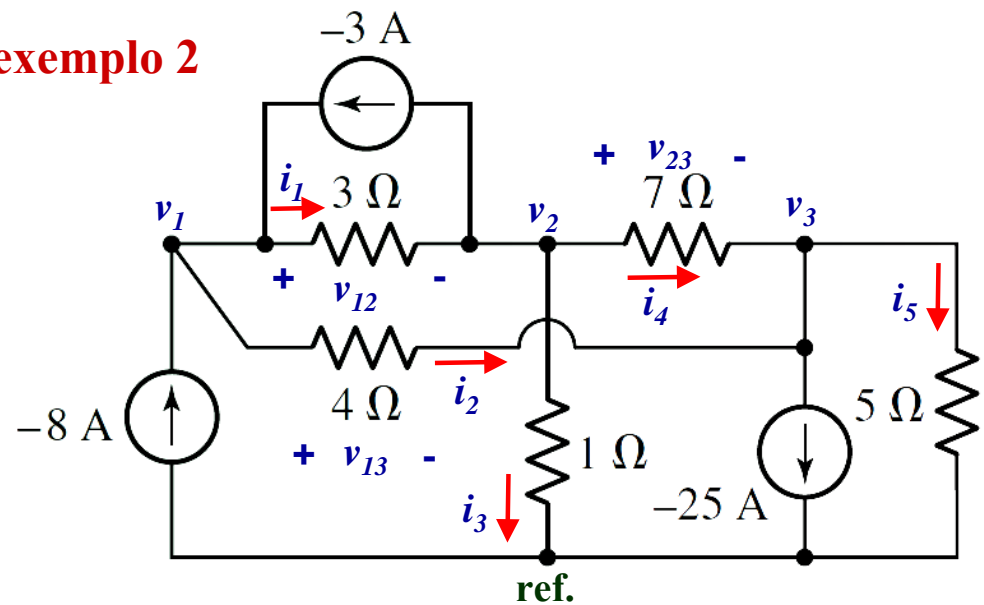 –3 A
exemplo 2
+ v23 -
i1 3 Ω
7 Ω
v1
v2
v3
+ v12 -
i4
i5
–8 A
4 Ω
i2
5 Ω
+ v13 -
1 Ω
i3
–25 A
ref.